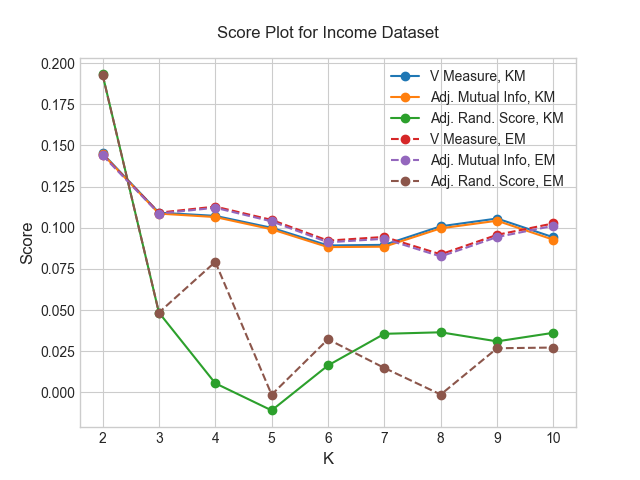 Score Plot for Income Dataset
Score
0.200
0.175
0.150
0.125
0.100
0.075
0.050
0.025
0.000
V Measure, KM
Adj. Mutual Info, KM
Adj. Rand. Score, KM
V Measure, EM
Adj. Mutual Info, EM
Adj. Rand. Score, EM
2 3 4 5 6 7 8 9 10
K